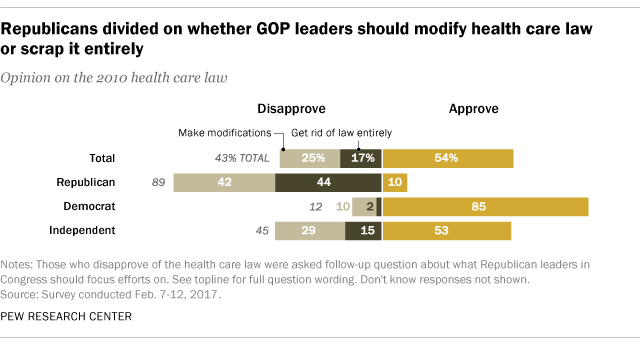 Republicans divided on whether GOP leaders should modify health care law
or scrap it entirely
Opinion on the 2010 health care law
Disapprove Approve
Make modifications Get rid of law entirely
Total 43% TOTAL 25% 17% 54%
Republican 89 42 44 10
Democrat 12 10 2 85
Independent 45 29 15 53
Notes: Those who disapprove of the health care law were asked follow-up question about what Republican leaders in
Congress should focus efforts on. See topline for full question wording. Don't know responses not shown.
Source: Survey conducted Feb. 7-12, 2017.
PEW RESEARCH CENTER